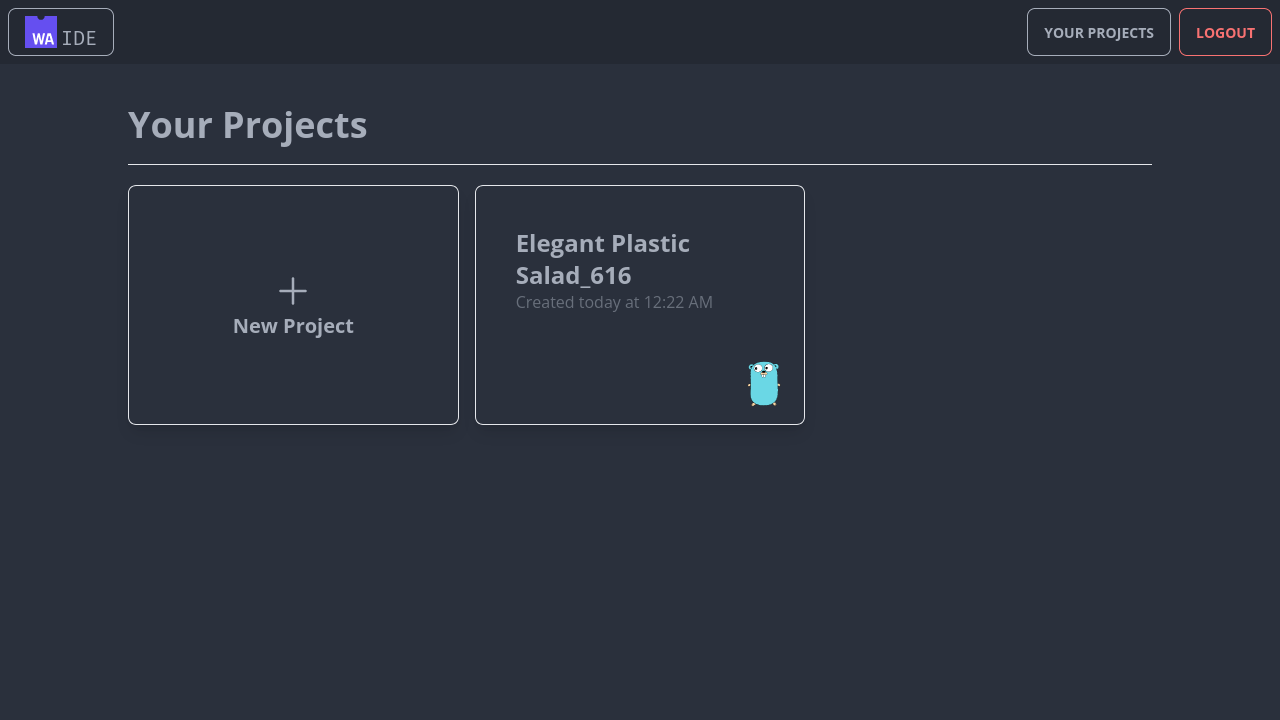 WA IDE
YOUR PROJECTS
LOGOUT
Your Projects
New Project
Elegant Plastic
Salad_616
Created today at 12:22 AM